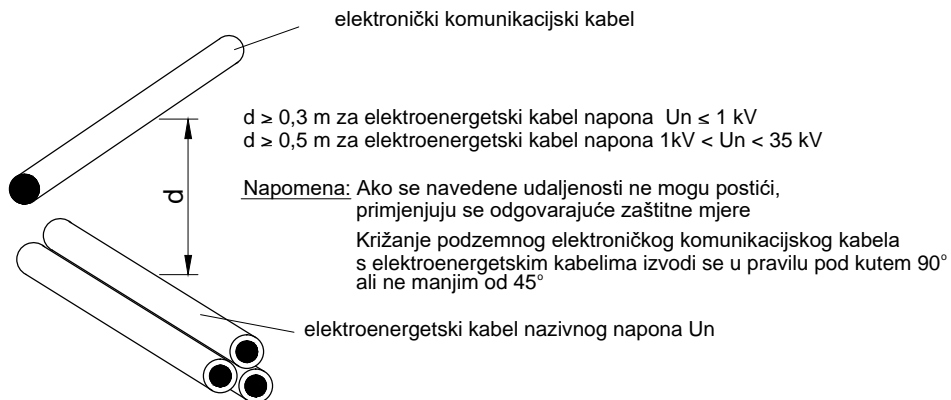 elektronički komunikacijski kabel
d ≥ 0,3 m za elektroenergetski kabel napona Un ≤ 1 kV
d ≥ 0,5 m za elektroenergetski kabel napona 1kV < Un < 35 kV
d
Napomena: Ako se navedene udaljenosti ne mogu postići,
primjenjuju se odgovarajuće zaštitne mjere
Križanje podzemnog elektroničkog komunikacijskog kabela
s elektroenergetskim kabelima izvodi se u pravilu pod kutem 90°
ali ne manjim od 45°
elektroenergetski kabel nazivnog napona Un